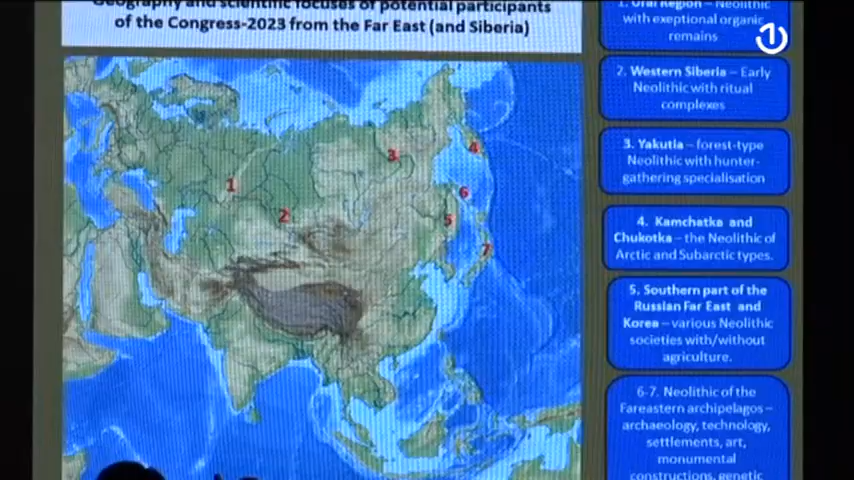 Geography and scientific focuses of potential participants
of the Congress-2023 from the Far East (and Siberia)
1. Ural Region – Neolithic
with exeptional organic
remains
2. Western Siberia – Early
Neolithic with ritual
complexes
3. Yakutia – forest-type
Neolithic with hunter-
gathering specialisation
4. Kamchatka and
Chukotka – the Neolithic of
Arctic and Subarctic types.
5. Southern part of the
Russian Far East and
Korea – various Neolithic
societies with/without
agriculture.
6-7. Neolithic of the
Fareastern archipelagos –
archaeology, technology,
settlements, art,
monumental
constructions, genetic
1
2
3
4
6
5
7